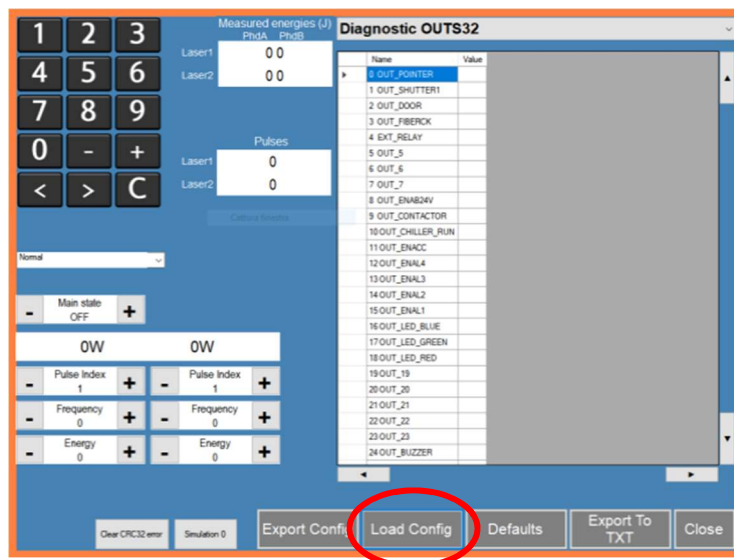 1 2 3
4 5 6
7 8 9
0 - +
< > C
Measured energies (J)
PhdA PhdB
Laser1 0 0
Laser2 0 0
Pulses
Laser1 0
Laser2 0
Cattura finestra
Normal
- Main state +
OFF
0W 0W
- Pulse Index + - Pulse Index +
1 1
- Frequency + - Frequency +
0 0
- Energy + - Energy +
0 0
Diagnostic OUTS32
Name Value
0 OUT_POINTER
1 OUT_SHUTTER1
2 OUT_DOOR
3 OUT_FIBERCK
4 EXT_RELAY
5 OUT_5
6 OUT_6
7 OUT_7
8 OUT_ENAB24V
9 OUT_CONTACTOR
10 OUT_CHILLER_RUN
11 OUT_ENACC
12 OUT_ENAL4
13 OUT_ENAL3
14 OUT_ENAL2
15 OUT_ENAL1
16 OUT_LED_BLUE
17 OUT_LED_GREEN
18 OUT_LED_RED
19 OUT_19
20 OUT_20
21 OUT_21
22 OUT_22
23 OUT_23
24 OUT_BUZZER
Clear CRC32 error Simulation 0 Export Config Load Config Defaults Export To TXT Close